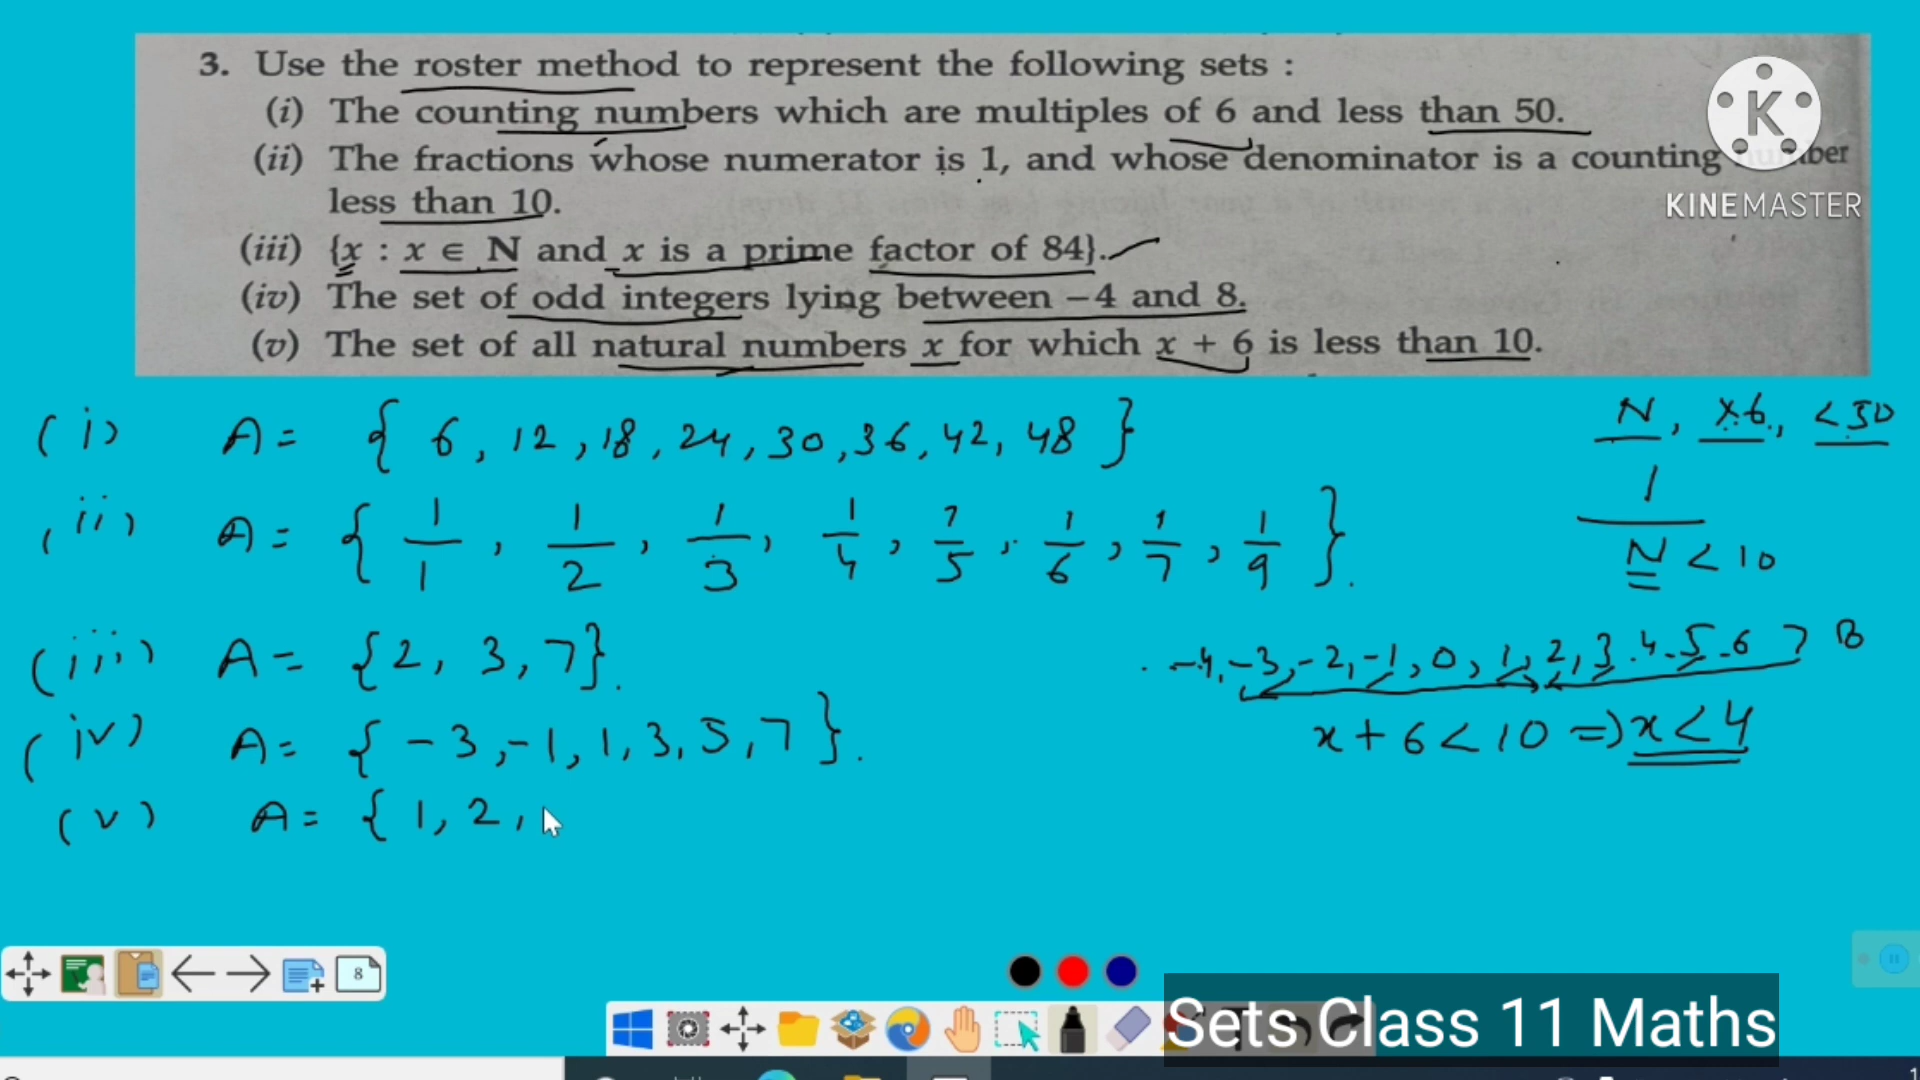 3. Use the roster method to represent the following sets :
(i) The counting numbers which are multiples of 6 and less than 50.
(ii) The fractions whose numerator is 1, and whose denominator is a counting number
less than 10.
(iii) {x : x ∈ N and x is a prime factor of 84}.
(iv) The set of odd integers lying between –4 and 8.
(v) The set of all natural numbers x for which x + 6 is less than 10.
K
KINEMASTER
(i) A = { 6, 12, 18, 24, 30, 36, 42, 48 }
N, x6, <50
(ii) A = { 1/1, 1/2, 1/3, 1/4, 1/5, 1/6, 1/7, 1/9 }.
1/N < 10
(iii) A = {2, 3, 7}.
-4, -3, -2, -1, 0, 1, 2, 3, 4, 5, 6 7 8
(iv) A = { -3, -1, 1, 3, 5, 7 }.
x + 6 < 10 ⇒ x < 4
(v) A = { 1, 2,
8
Sets Class 11 Maths